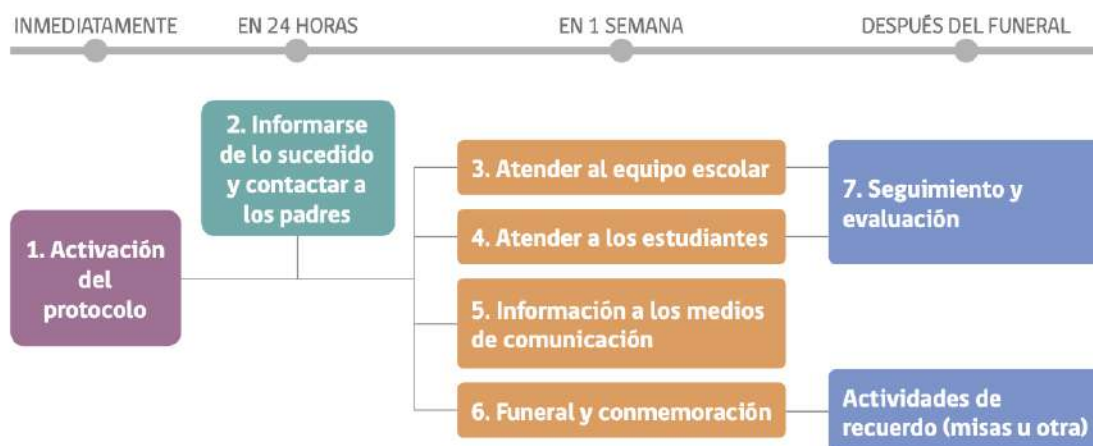 INMEDIATAMENTE
EN 24 HORAS
EN 1 SEMANA
DESPUÉS DEL FUNERAL
1. Activación
del
protocolo
2. Informarse
de lo sucedido
y contactar a
los padres
3. Atender al equipo escolar
4. Atender a los estudiantes
5. Información a los medios
de comunicación
6. Funeral y conmemoración
7. Seguimiento y
evaluación
Actividades de
recuerdo (misas u otra)